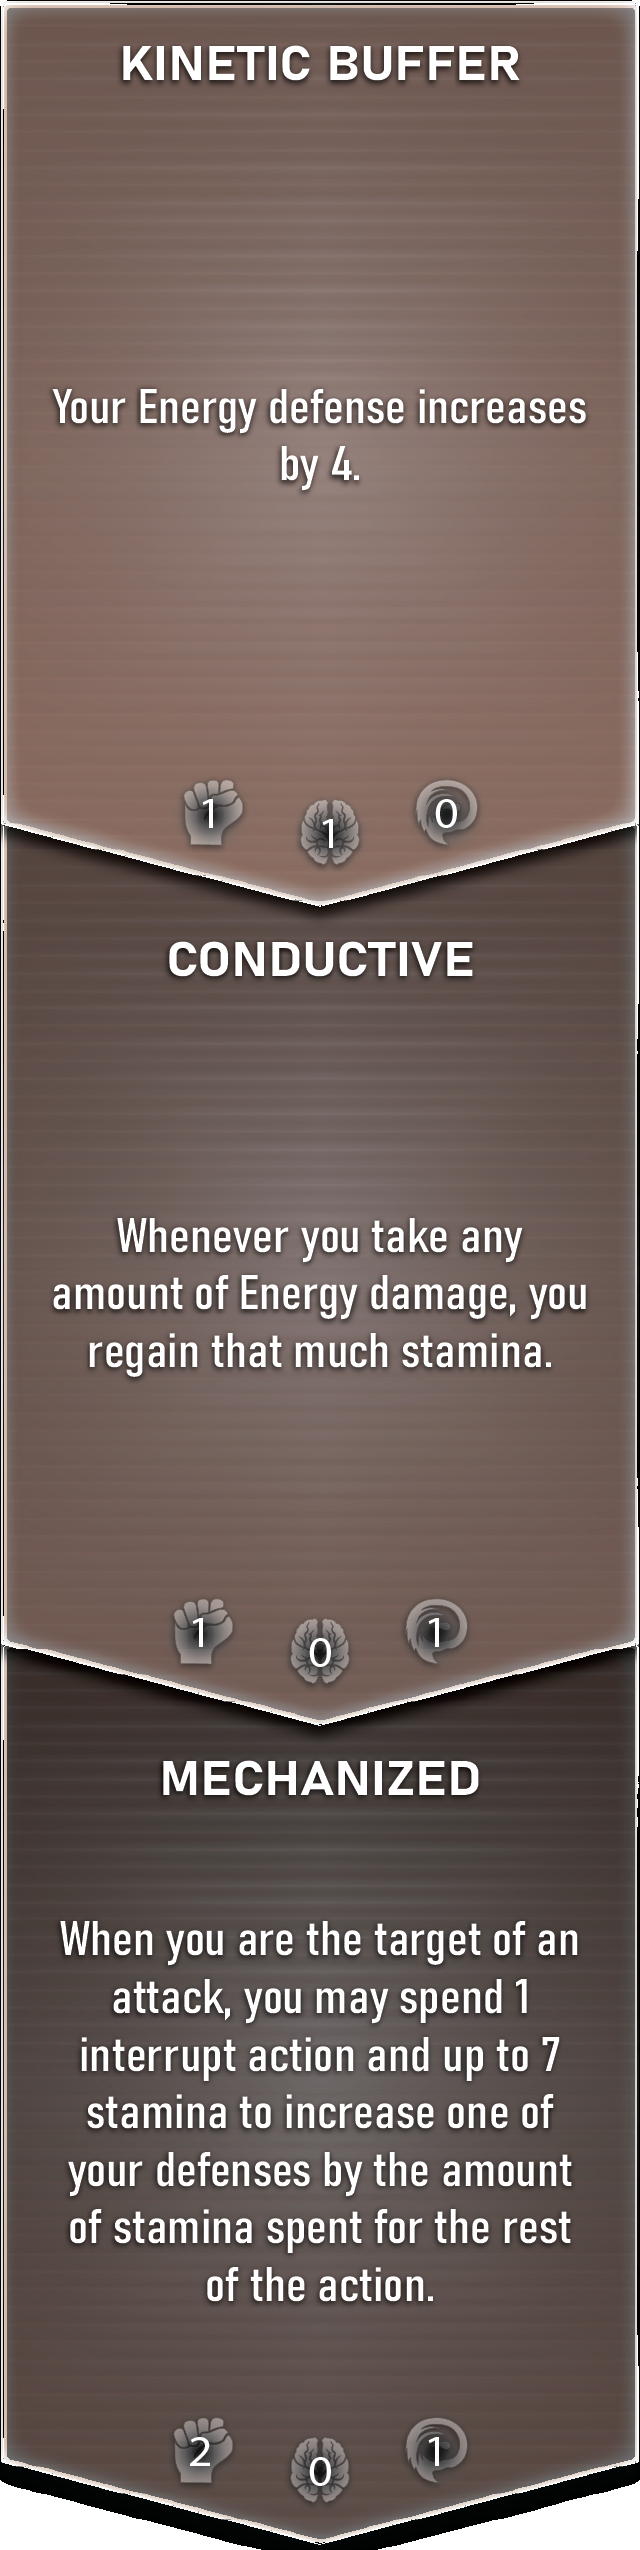 KINETIC BUFFER
Your Energy defense increases
by 4.
1 1 0
CONDUCTIVE
Whenever you take any
amount of Energy damage, you
regain that much stamina.
1 0 1
MECHANIZED
When you are the target of an
attack, you may spend 1
interrupt action and up to 7
stamina to increase one of
your defenses by the amount
of stamina spent for the rest
of the action.
2 0 1